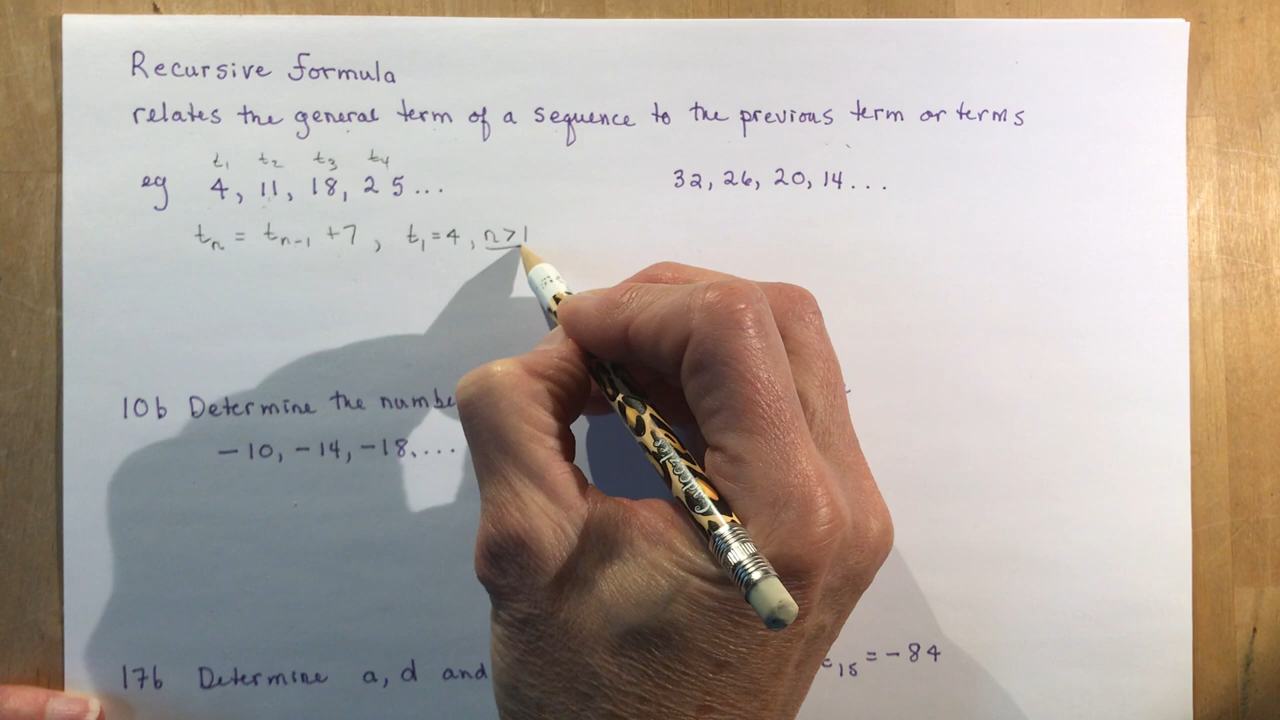 Recursive formula
relates the general term of a sequence to the previous term or terms
t₁ t₂ t₃ t₄
eg 4, 11, 18, 25... 32, 26, 20, 14...
tₙ = tₙ₋₁ +7, t₁=4, n>1
10b Determine the
-10, -14, -18,....
17b Determine a, d and ₁₅ = -84